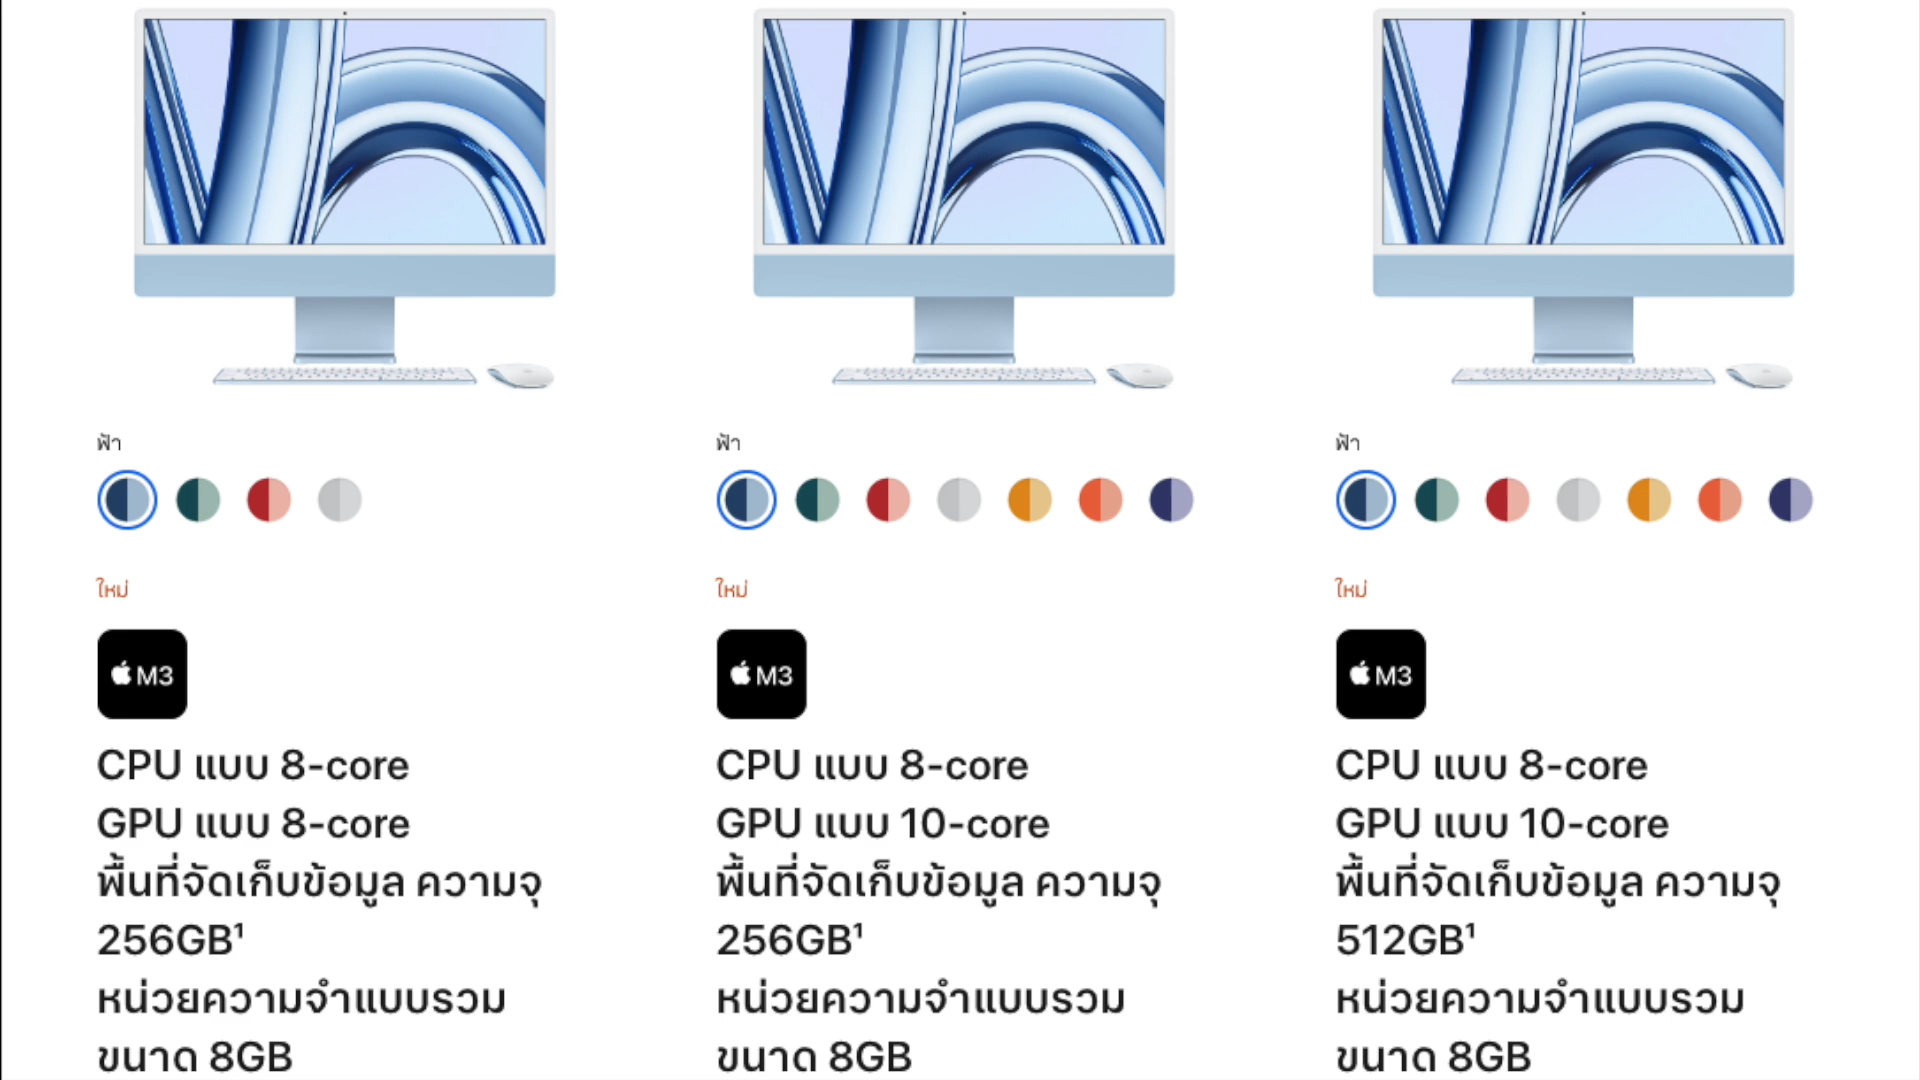 ฟ้า
ใหม่
M3
CPU แบบ 8-core
GPU แบบ 8-core
พื้นที่จัดเก็บข้อมูล ความจุ
256GB¹
หน่วยความจำแบบรวม
ขนาด 8GB
ฟ้า
ใหม่
M3
CPU แบบ 8-core
GPU แบบ 10-core
พื้นที่จัดเก็บข้อมูล ความจุ
256GB¹
หน่วยความจำแบบรวม
ขนาด 8GB
ฟ้า
ใหม่
M3
CPU แบบ 8-core
GPU แบบ 10-core
พื้นที่จัดเก็บข้อมูล ความจุ
512GB¹
หน่วยความจำแบบรวม
ขนาด 8GB